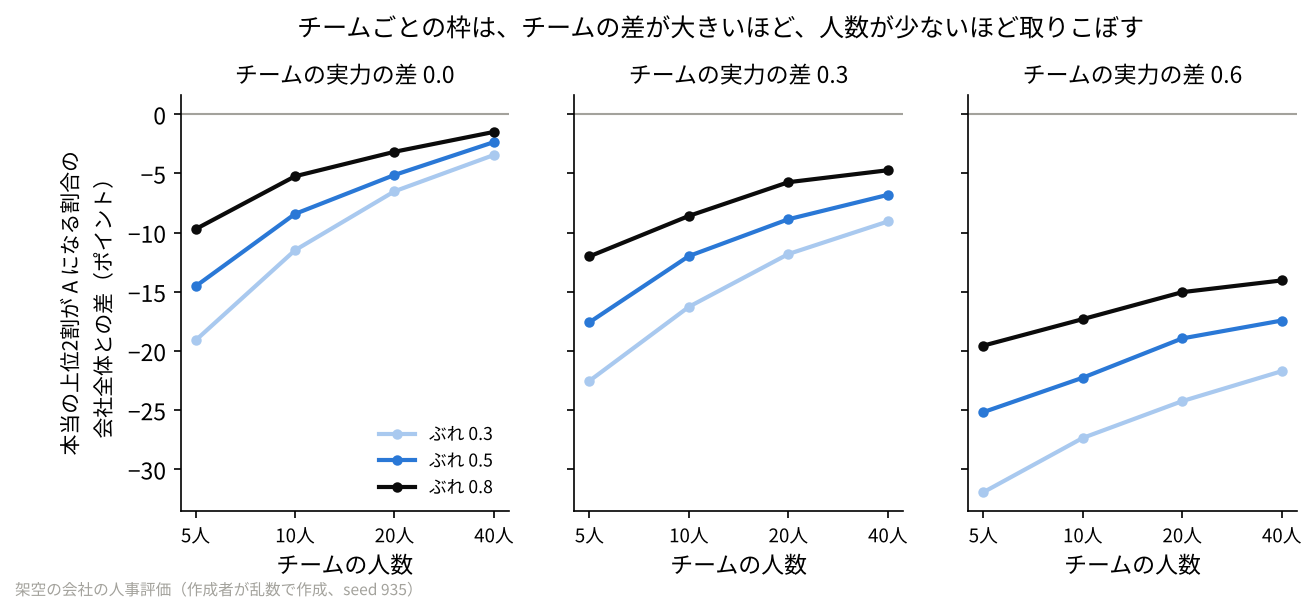 チームごとの枠は、チームの差が大きいほど、人数が少ないほど取りこぼす
チームの実力の差 0.0
チームの実力の差 0.3
チームの実力の差 0.6
本当の上位2割が A になる割合の
会社全体との差（ポイント）
0
−5
−10
−15
−20
−25
−30
ぶれ 0.3
ぶれ 0.5
ぶれ 0.8
5人 10人 20人 40人
5人 10人 20人 40人
5人 10人 20人 40人
チームの人数
チームの人数
チームの人数
架空の会社の人事評価（作成者が乱数で作成、seed 935）